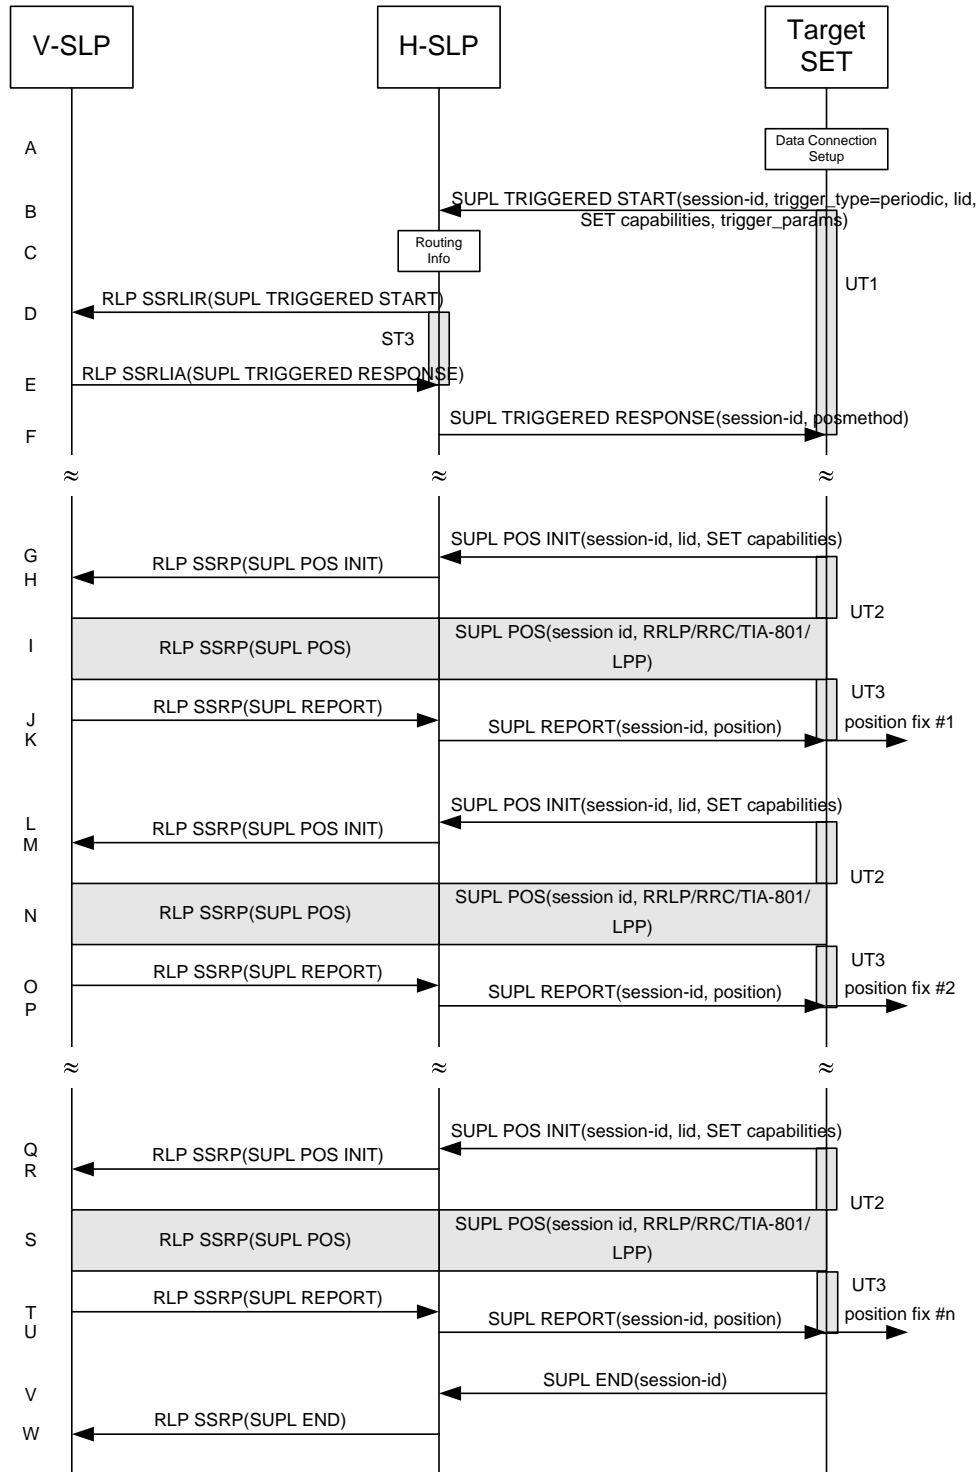 V-SLP
H-SLP
Target
SET
A
Data Connection
Setup
B
SUPL TRIGGERED START(session-id, trigger_type=periodic, lid,
SET capabilities, trigger_params)
C
Routing
Info
UT1
D
RLP SSRLIR(SUPL TRIGGERED START)
ST3
E
RLP SSRLIA(SUPL TRIGGERED RESPONSE)
F
SUPL TRIGGERED RESPONSE(session-id, posmethod)
≈ ≈ ≈
G
SUPL POS INIT(session-id, lid, SET capabilities)
H
RLP SSRP(SUPL POS INIT)
UT2
I
RLP SSRP(SUPL POS)
SUPL POS(session id, RRLP/RRC/TIA-801/
LPP)
UT3
J
RLP SSRP(SUPL REPORT)
K
SUPL REPORT(session-id, position)
position fix #1
L
SUPL POS INIT(session-id, lid, SET capabilities)
M
RLP SSRP(SUPL POS INIT)
UT2
N
RLP SSRP(SUPL POS)
SUPL POS(session id, RRLP/RRC/TIA-801/
LPP)
UT3
O
RLP SSRP(SUPL REPORT)
P
SUPL REPORT(session-id, position)
position fix #2
≈ ≈ ≈
Q
SUPL POS INIT(session-id, lid, SET capabilities)
R
RLP SSRP(SUPL POS INIT)
UT2
S
RLP SSRP(SUPL POS)
SUPL POS(session id, RRLP/RRC/TIA-801/
LPP)
UT3
T
RLP SSRP(SUPL REPORT)
U
SUPL REPORT(session-id, position)
position fix #n
V
SUPL END(session-id)
W
RLP SSRP(SUPL END)